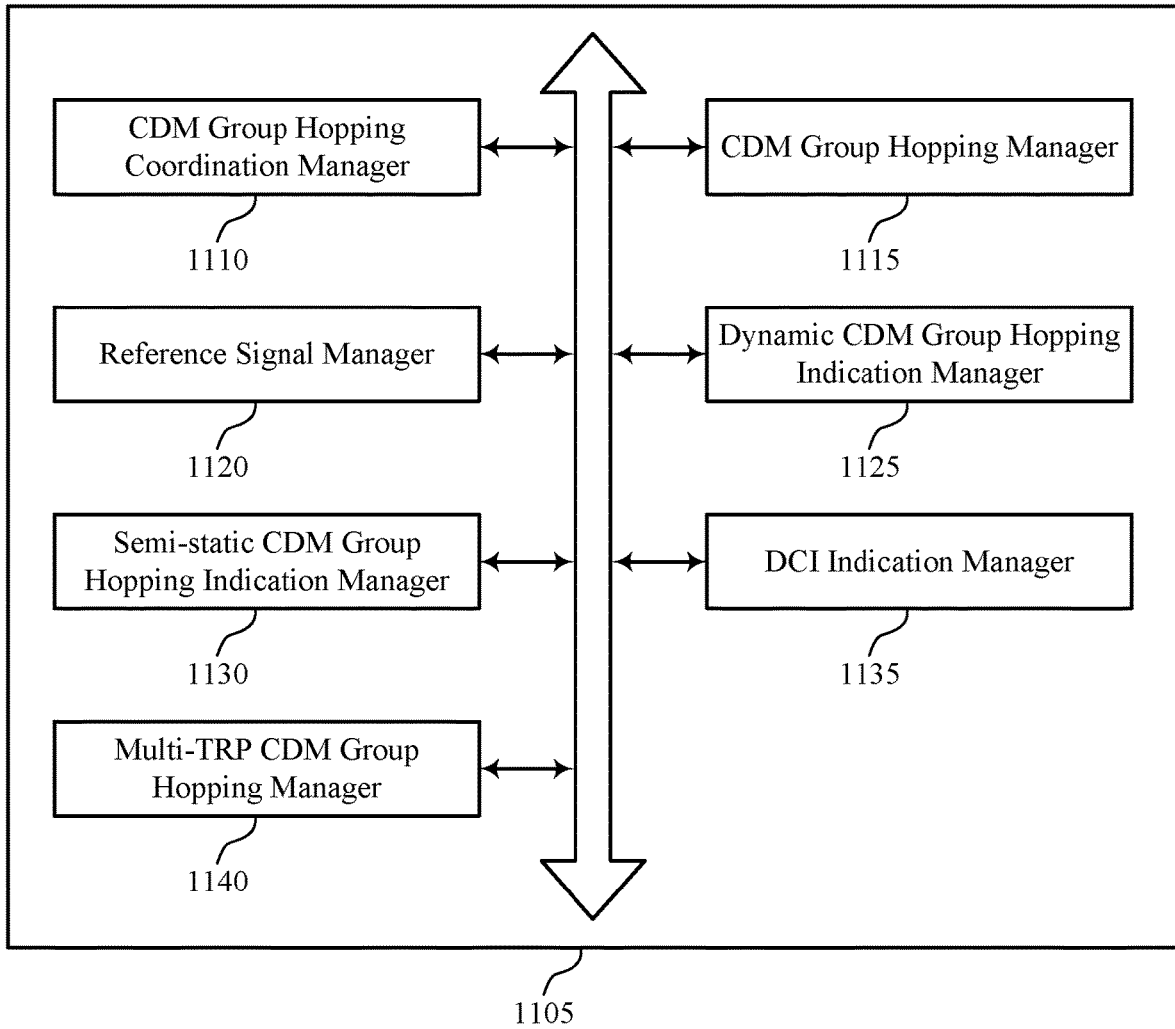 CDM Group Hopping
Coordination Manager
1110
CDM Group Hopping Manager
1115
Reference Signal Manager
1120
Dynamic CDM Group Hopping
Indication Manager
1125
Semi-static CDM Group
Hopping Indication Manager
1130
DCI Indication Manager
1135
Multi-TRP CDM Group
Hopping Manager
1140
1105